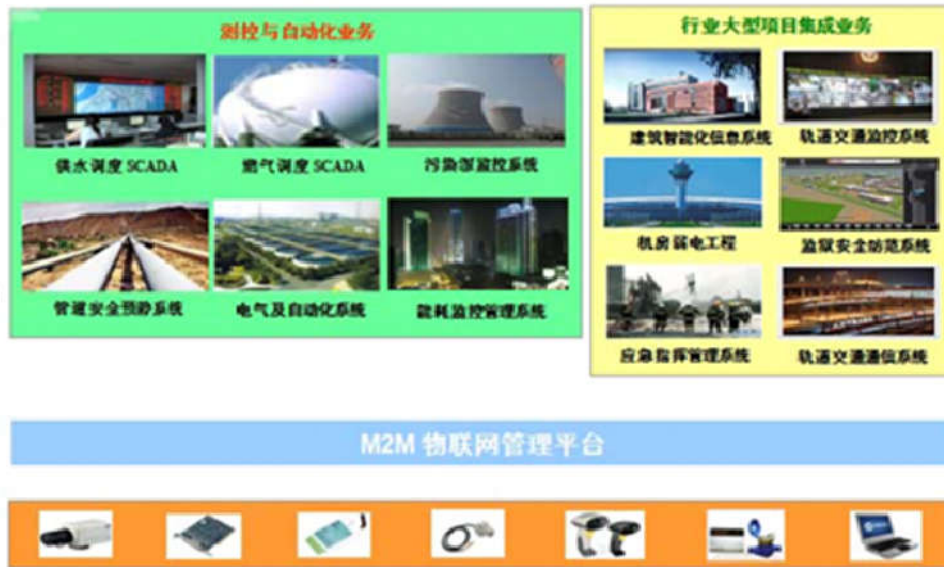 测控与自动化业务
供水调度 SCADA
燃气调度 SCADA
污染源监控系统
管道安全预警系统
电气及自动化系统
能耗监控管理系统
行业大型项目集成业务
建筑智能化信息系统
轨道交通监控系统
机房弱电工程
监狱安全防范系统
应急指挥管理系统
轨道交通通信系统
M2M 物联网管理平台